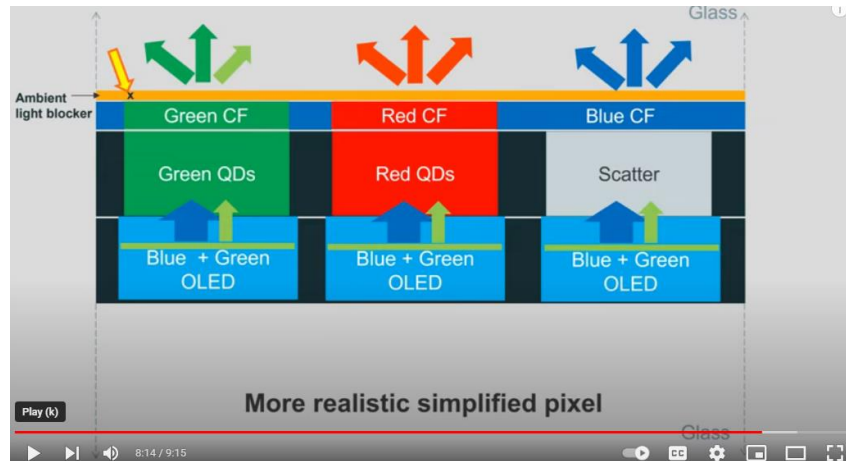 Glass
i
Ambient
light blocker
x
Green CF
Red CF
Blue CF
Green QDs
Red QDs
Scatter
Blue + Green
OLED
Blue + Green
OLED
Blue + Green
OLED
More realistic simplified pixel
Play (k)
Glass
8:14 / 9:15
CC